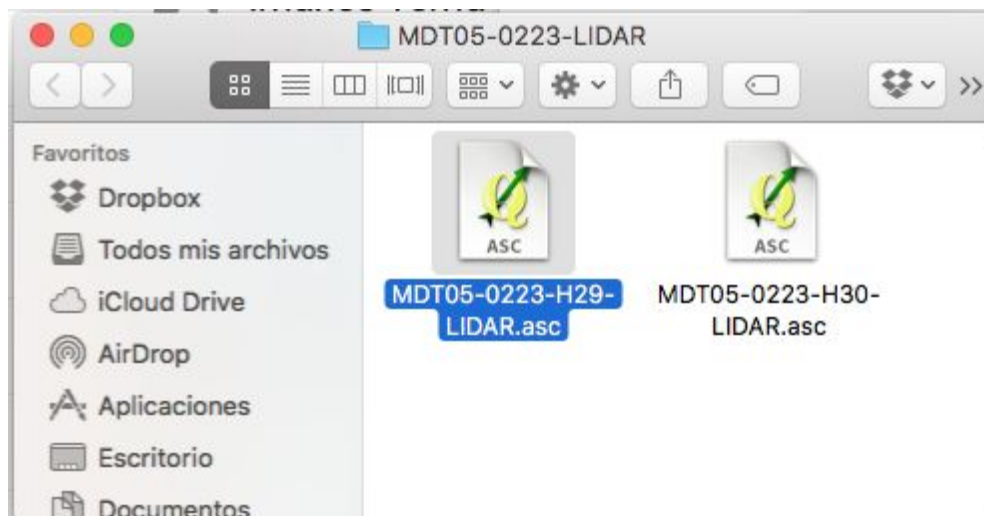 MDT05-0223-LIDAR
Favoritos
Dropbox
Todos mis archivos
iCloud Drive
AirDrop
Aplicaciones
Escritorio
Documentos
ASC
MDT05-0223-H29-
LIDAR.asc
ASC
MDT05-0223-H30-
LIDAR.asc